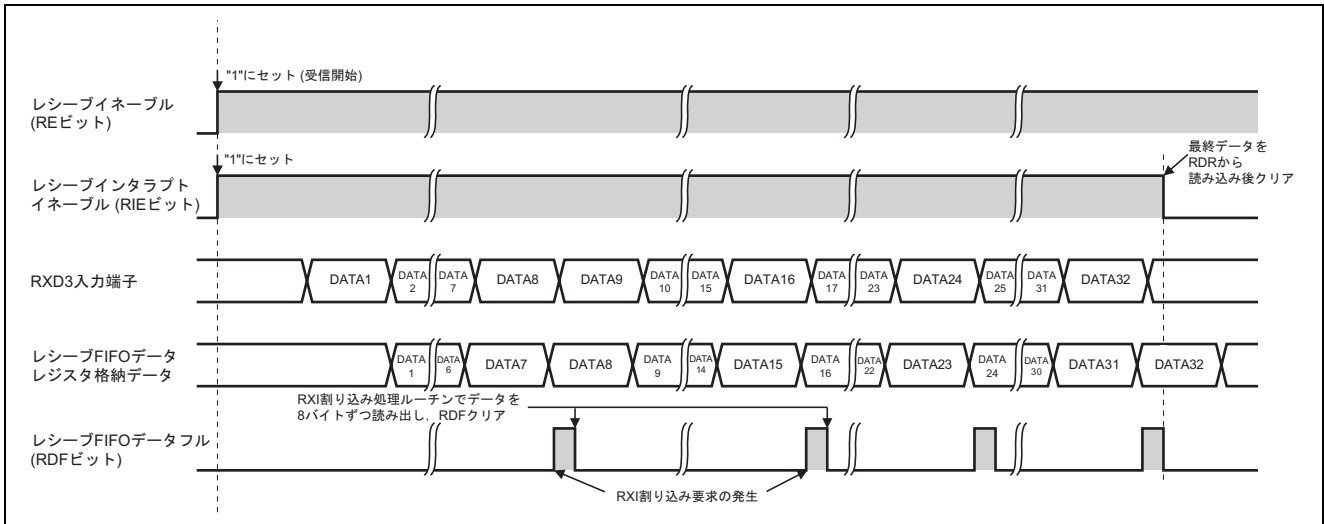 "1"にセット (受信開始)
レシーブイネーブル
(REビット)
最終データを
RDRから
読み込み後クリア
"1"にセット
レシーブインタラプト
イネーブル (RIEビット)
RXD3入力端子
DATA1 DATA 2 DATA 7 DATA8 DATA9 DATA 10 DATA 15 DATA16 DATA 17 DATA 23 DATA24 DATA 25 DATA 31 DATA32
レシーブFIFOデータ
レジスタ格納データ
DATA 1 DATA 6 DATA7 DATA8 DATA 9 DATA 14 DATA15 DATA 16 DATA 22 DATA23 DATA 24 DATA 30 DATA31 DATA32
RXI割り込み処理ルーチンでデータを
8バイトずつ読み出し，RDFクリア
レシーブFIFOデータフル
(RDFビット)
RXI割り込み要求の発生